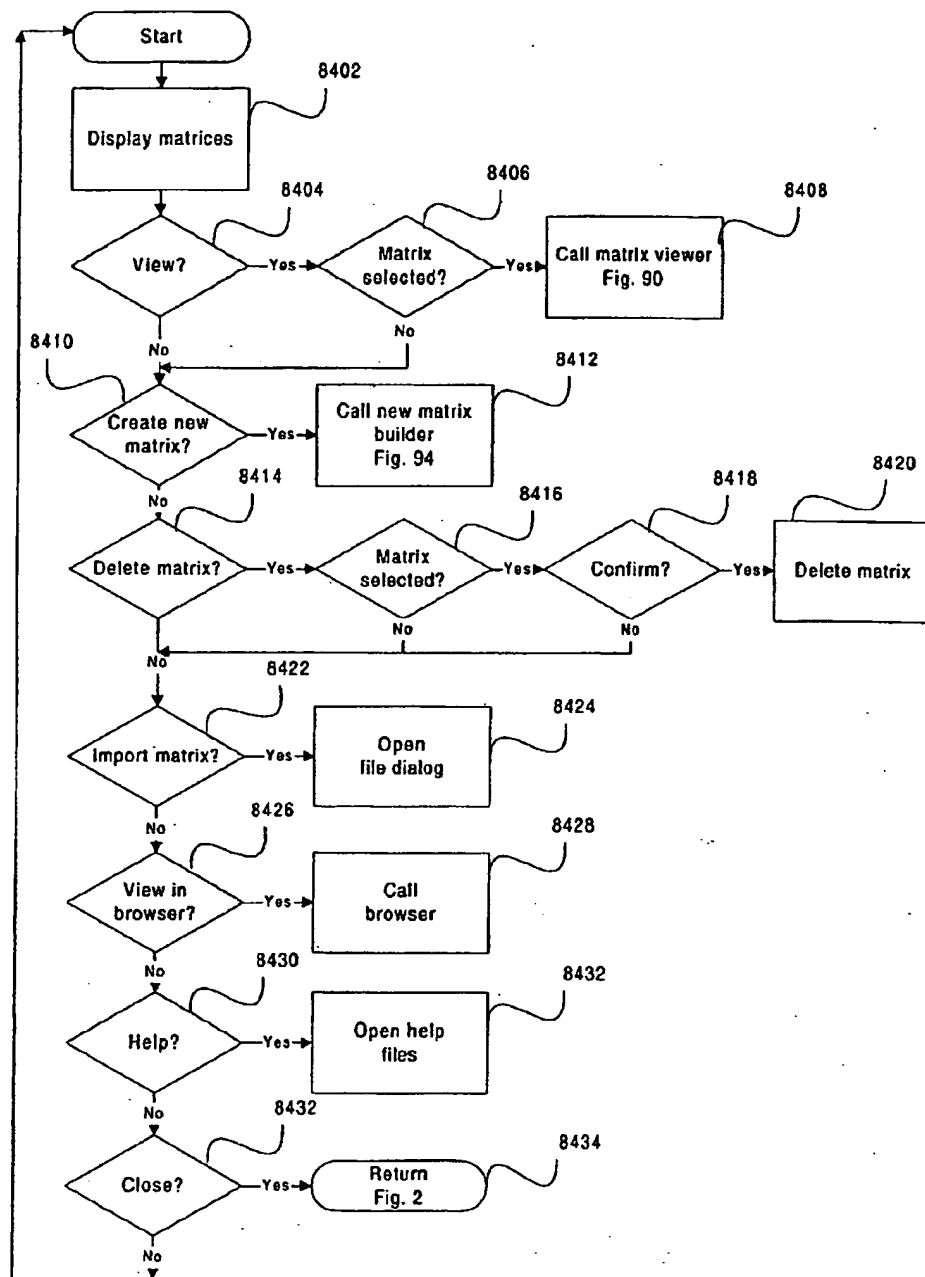 Start
8402
Display matrices
8404
8406
8408
View?
Yes
Matrix
selected?
Yes
Call matrix viewer
Fig. 90
No
No
8410
8412
Create new
matrix?
Yes
Call new matrix
builder
Fig. 94
No
8414
8416
8418
8420
Delete matrix?
Yes
Matrix
selected?
Yes
Confirm?
Yes
Delete matrix
No
No
No
8422
8424
Import matrix?
Yes
Open
file dialog
No
8426
8428
View in
browser?
Yes
Call
browser
No
8430
8432
Help?
Yes
Open help
files
No
8432
8434
Close?
Yes
Return
Fig. 2
No